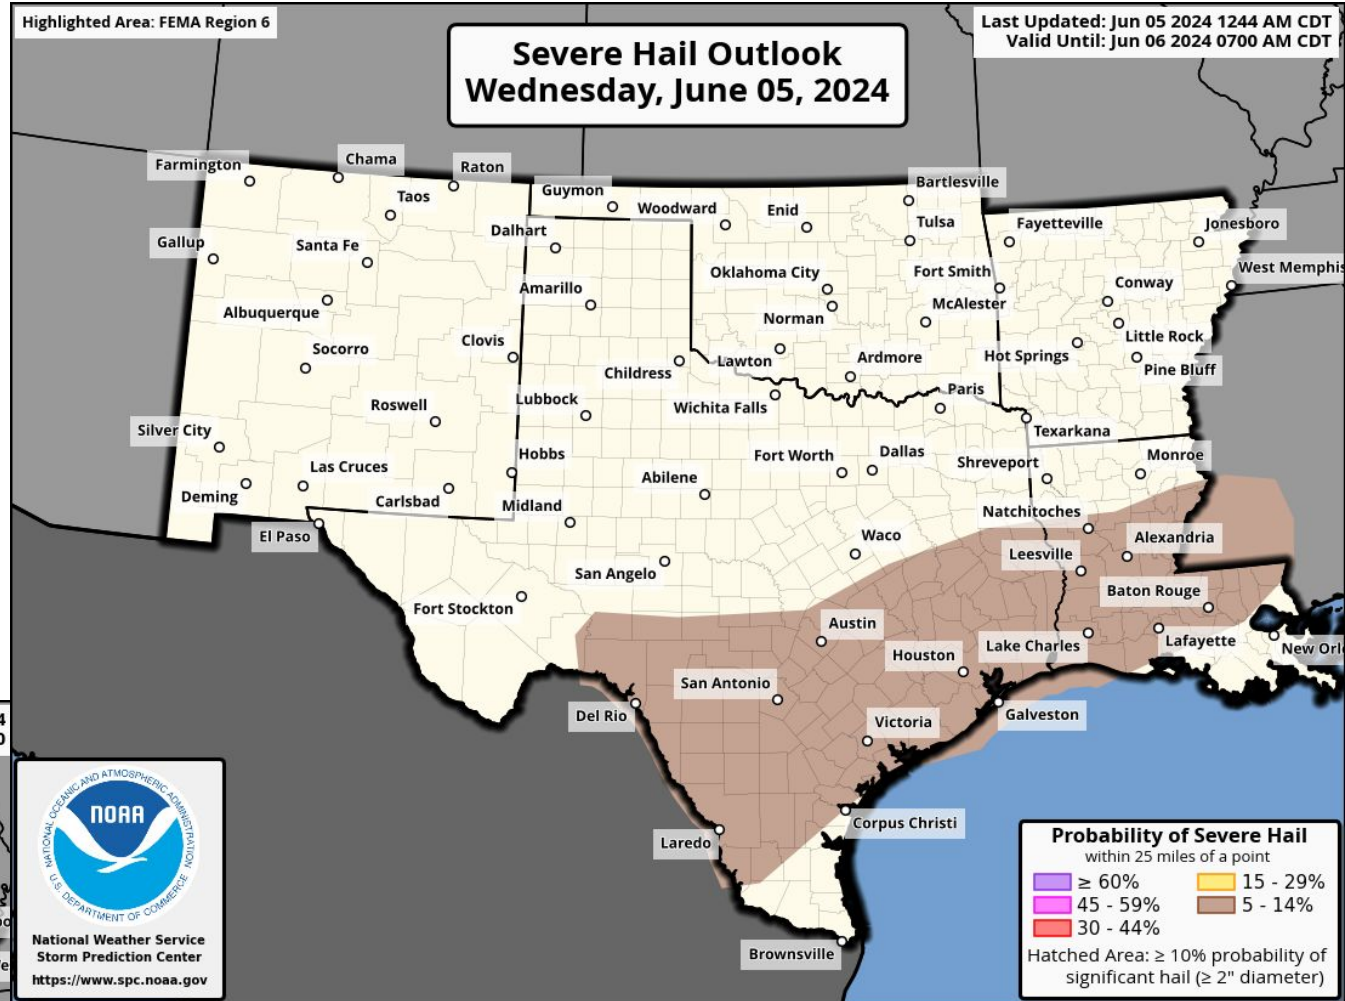 Highlighted Area: FEMA Region 6
Severe Hail Outlook
Wednesday, June 05, 2024
Last Updated: Jun 05 2024 1244 AM CDT
Valid Until: Jun 06 2024 0700 AM CDT
Farmington
Chama
Raton
Taos
Guymon
Woodward
Enid
Bartlesville
Tulsa
Fayetteville
Jonesboro
Gallup
Santa Fe
Dalhart
Oklahoma City
Fort Smith
West Memphis
Albuquerque
Amarillo
Norman
McAlester
Conway
Socorro
Clovis
Childress
Lawton
Ardmore
Hot Springs
Little Rock
Pine Bluff
Roswell
Lubbock
Wichita Falls
Paris
Texarkana
Silver City
Las Cruces
Hobbs
Abilene
Fort Worth
Dallas
Shreveport
Monroe
Deming
Carlsbad
Midland
Natchitoches
El Paso
San Angelo
Waco
Leesville
Alexandria
Fort Stockton
Baton Rouge
Austin
Houston
Lake Charles
Lafayette
New Orl
San Antonio
Del Rio
Victoria
Galveston
Laredo
Corpus Christi
Brownsville
4
0
NATIONAL OCEANIC AND ATMOSPHERIC ADMINISTRATION
NOAA
U.S. DEPARTMENT OF COMMERCE
National Weather Service
Storm Prediction Center
https://www.spc.noaa.gov
Probability of Severe Hail
within 25 miles of a point
≥ 60%
15 - 29%
45 - 59%
5 - 14%
30 - 44%
Hatched Area: ≥ 10% probability of
significant hail (≥ 2" diameter)